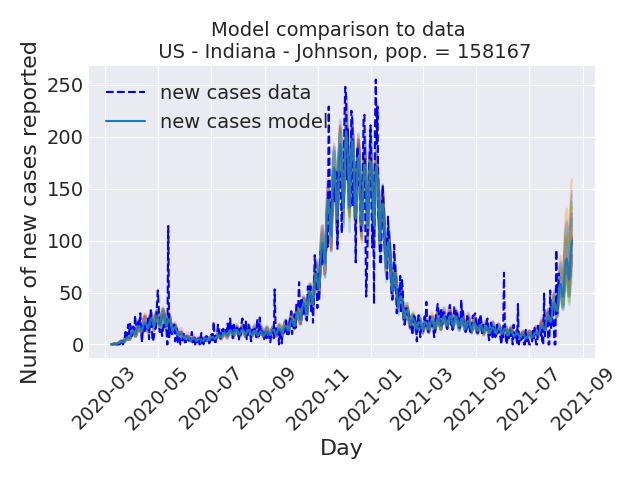 Model comparison to data
US - Indiana - Johnson, pop. = 158167
Number of new cases reported
250
200
150
100
50
0
new cases data
new cases model
2020-03
2020-05
2020-07
2020-09
2020-11
2021-01
2021-03
2021-05
2021-07
2021-09
Day